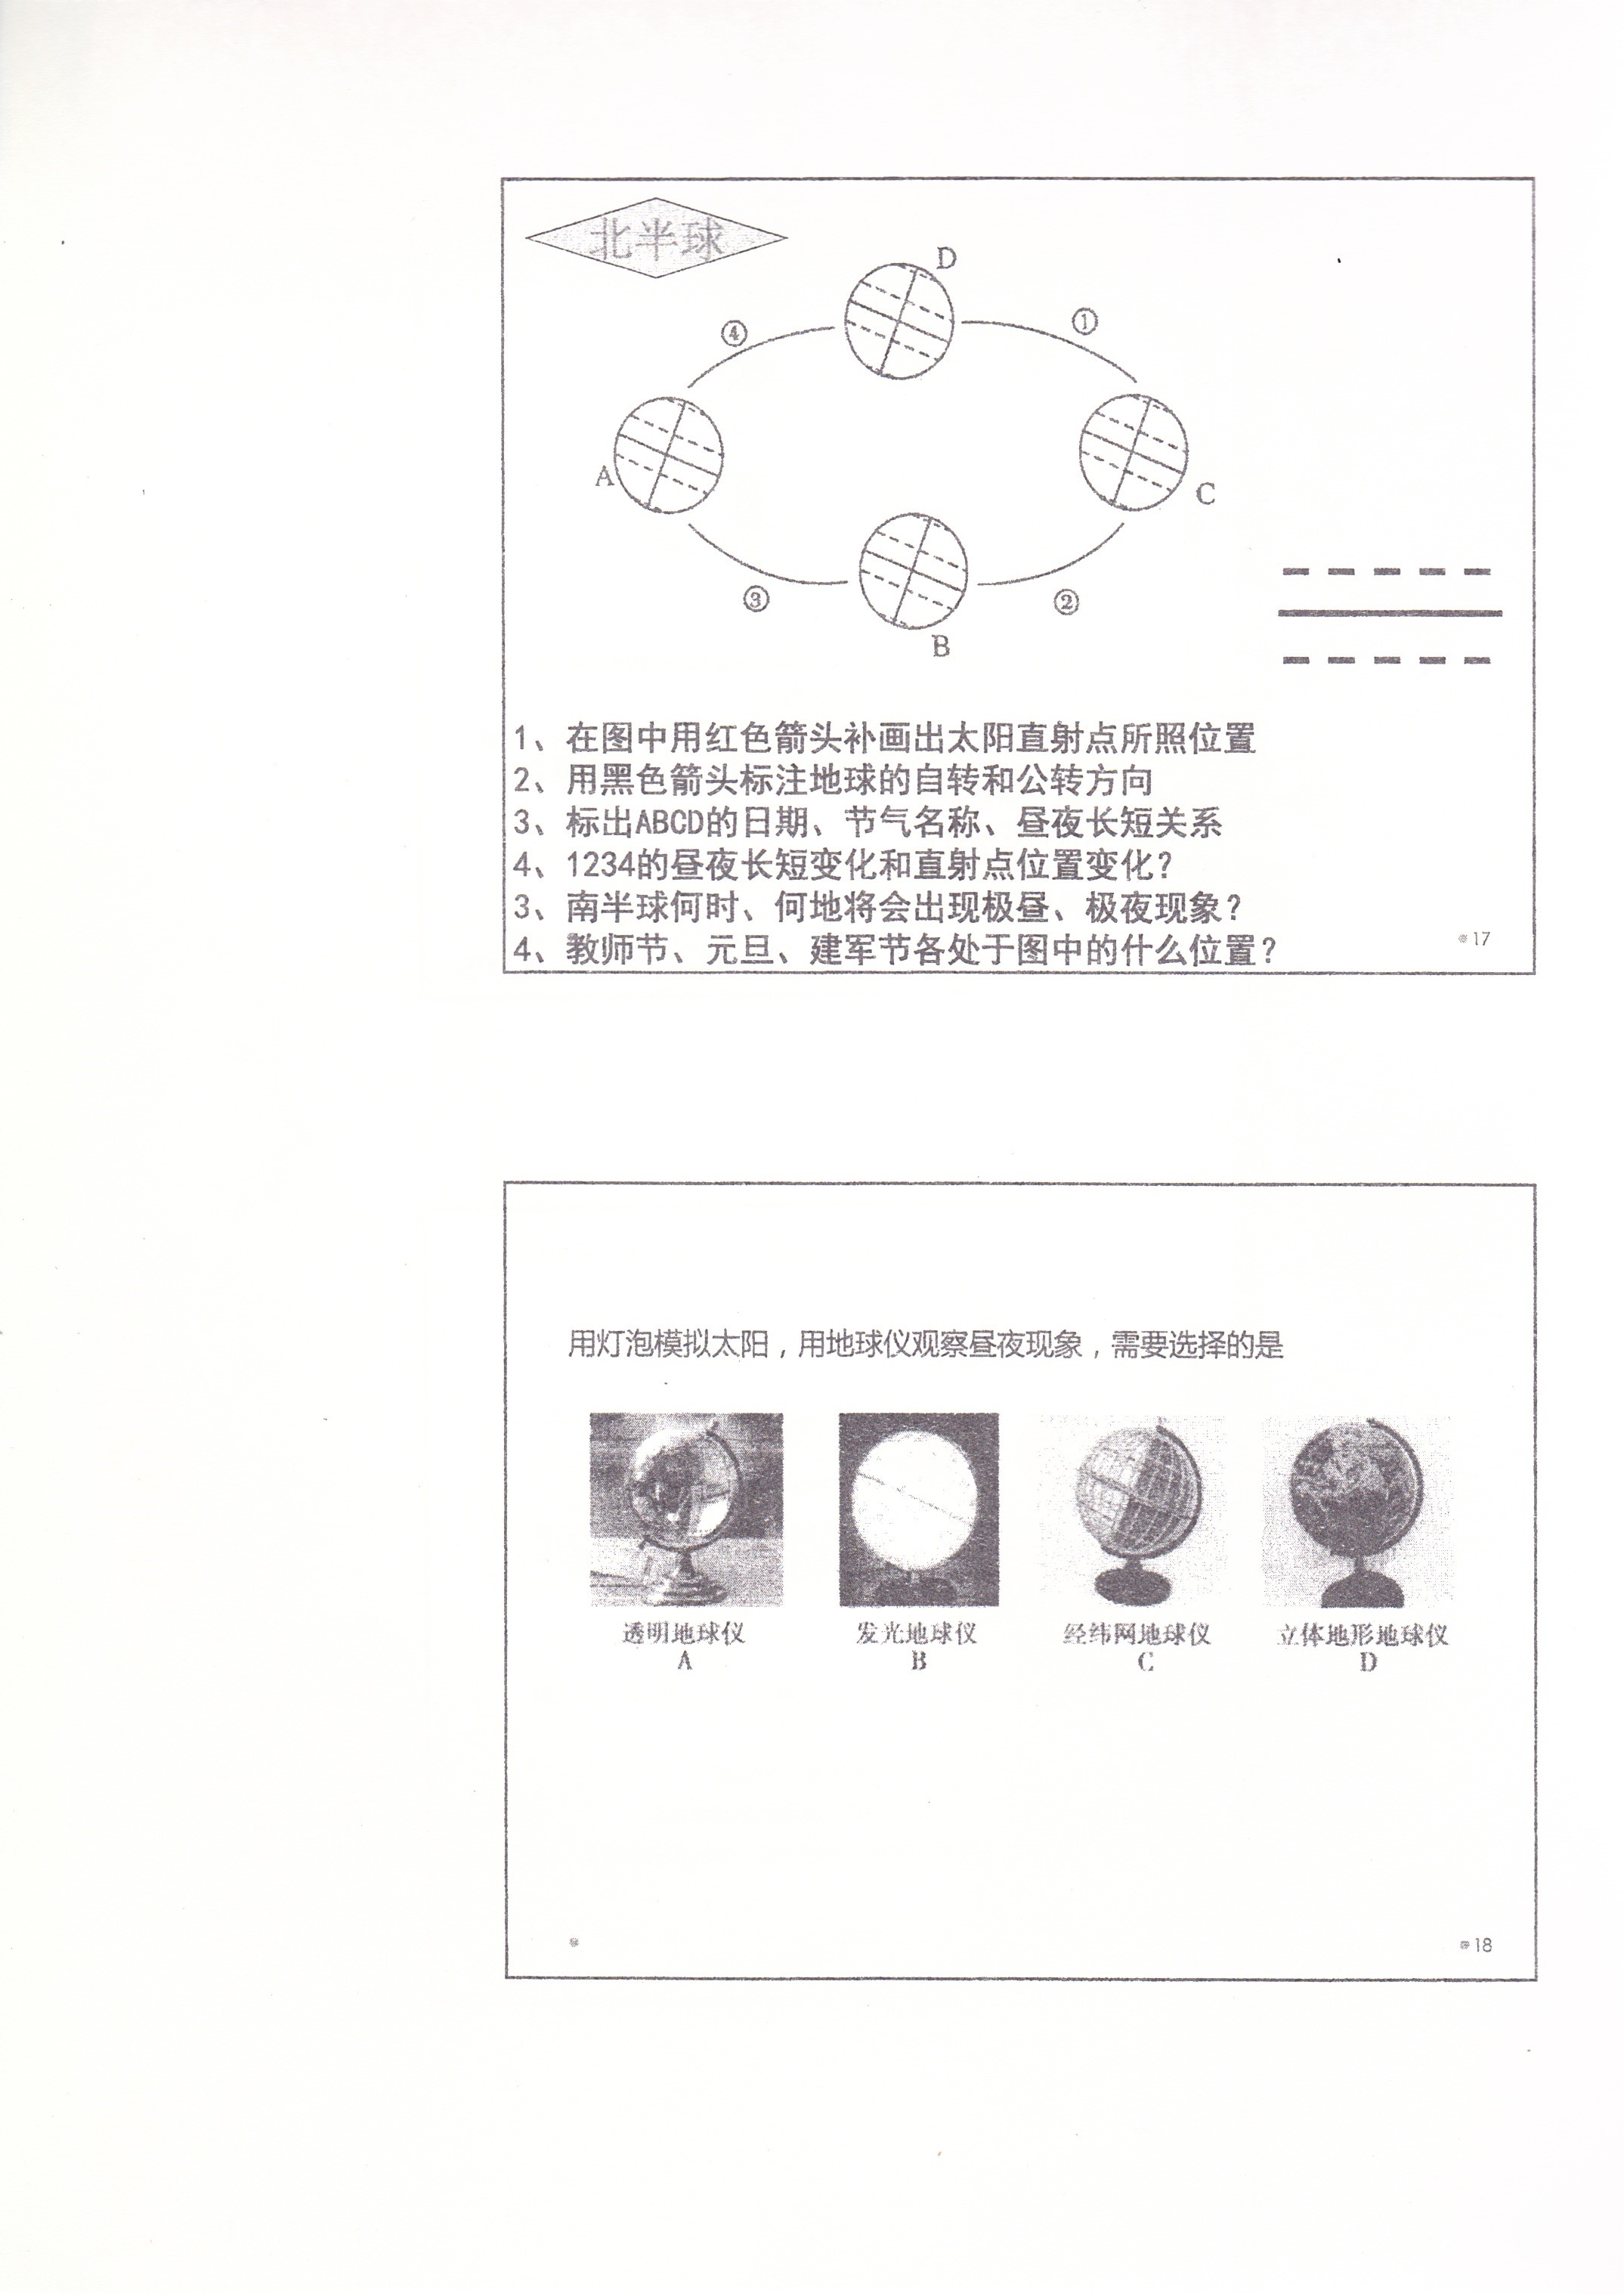 北半球
D
④
①
A
C
③
②
B
1、在图中用红色箭头补画出太阳直射点所照位置
2、用黑色箭头标注地球的自转和公转方向
3、标出ABCD的日期、节气名称、昼夜长短关系
4、1234的昼夜长短变化和直射点位置变化?
3、南半球何时、何地将会出现极昼、极夜现象?
4、教师节、元旦、建军节各处于图中的什么位置?
17
用灯泡模拟太阳，用地球仪观察昼夜现象，需要选择的是
透明地球仪 发光地球仪 经纬网地球仪 立体地形地球仪
A B C D
18